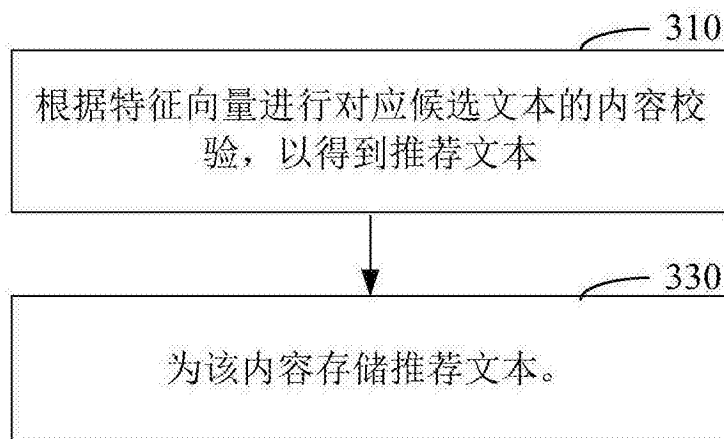 310
根据特征向量进行对应候选文本的内容校
验，以得到推荐文本
330
为该内容存储推荐文本。